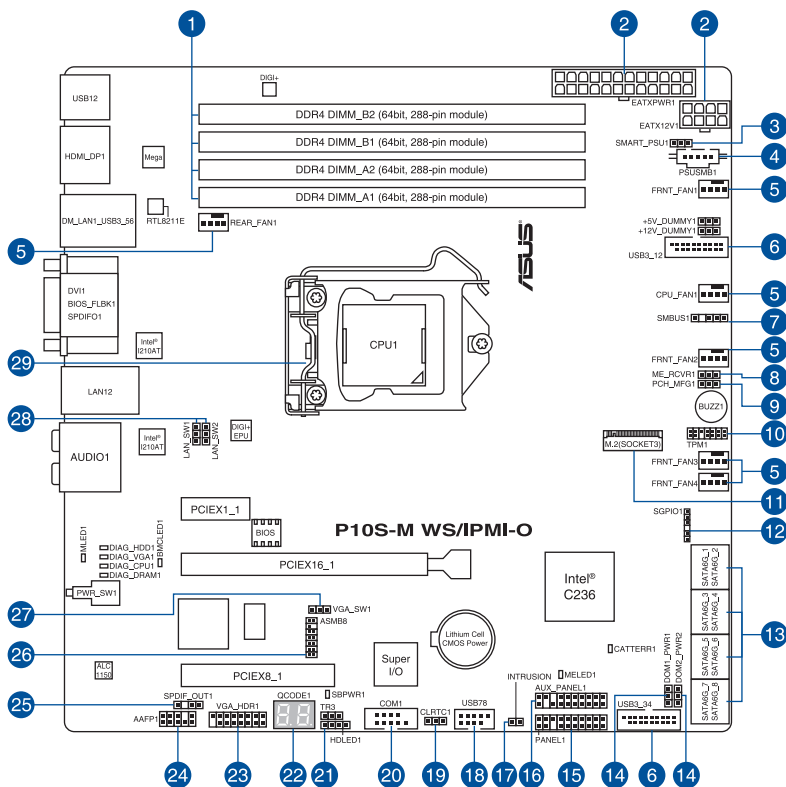 1
2
2
DIGI+
USB12
EATXPWR1
DDR4 DIMM_B2 (64bit, 288-pin module)
EATX12V1
3
HDMI_DP1
Mega
DDR4 DIMM_B1 (64bit, 288-pin module)
SMART_PSU1
4
DDR4 DIMM_A2 (64bit, 288-pin module)
PSUSMB1
DDR4 DIMM_A1 (64bit, 288-pin module)
FRNT_FAN1
5
DM_LAN1_USB3_56
RTL8211E
REAR_FAN1
+5V_DUMMY1
+12V_DUMMY1
5
USB3_12
6
ASUS
DVI1
BIOS_FLBK1
SPDIFO1
CPU_FAN1
5
SMBUS1
7
Intel®
I210AT
CPU1
29
FRNT_FAN2
5
ME_RCVR1
8
PCH_MFG1
9
LAN12
BUZZ1
28
LAN_SW1
LAN_SW2
DIGI+
EPU
Intel®
I210AT
AUDIO1
M.2(SOCKET3)
TPM1
10
FRNT_FAN3
5
FRNT_FAN4
11
SGPIO1
12
PCIEX1_1
BIOS
P10S-M WS/IPMI-O
MLED1
DIAG_HDD1
DIAG_VGA1
DIAG_CPU1
DIAG_DRAM1
BMCLED1
PCIEX16_1
Intel®
C236
SATA6G_1
SATA6G_2
PWR_SW1
27
VGA_SW1
ASMB8
SATA6G_3
SATA6G_4
13
Lithium Cell
CMOS Power
26
Super
I/O
CATTERR1
SATA6G_5
SATA6G_6
ALC
1150
PCIEX8_1
INTRUSION
MELED1
DOM1_PWR1
DOM2_PWR2
SATA6G_7
SATA6G_8
25
SPDIF_OUT1
QCODE1
SBPWR1
AUX_PANEL1
14
AAFP1
VGA_HDR1
88
TR3
COM1
CLRTC1
USB78
USB3_34
HDLED1
PANEL1
24
23
22
21
20
19
18
17
16
15
14
6
14